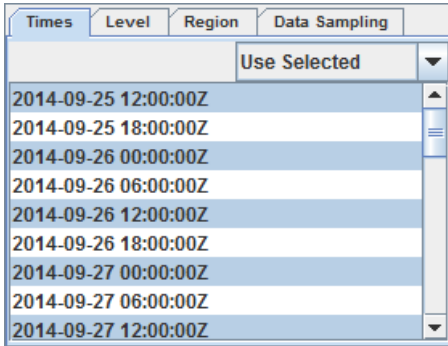 Times Level Region Data Sampling
Use Selected
2014-09-25 12:00:00Z
2014-09-25 18:00:00Z
2014-09-26 00:00:00Z
2014-09-26 06:00:00Z
2014-09-26 12:00:00Z
2014-09-26 18:00:00Z
2014-09-27 00:00:00Z
2014-09-27 06:00:00Z
2014-09-27 12:00:00Z